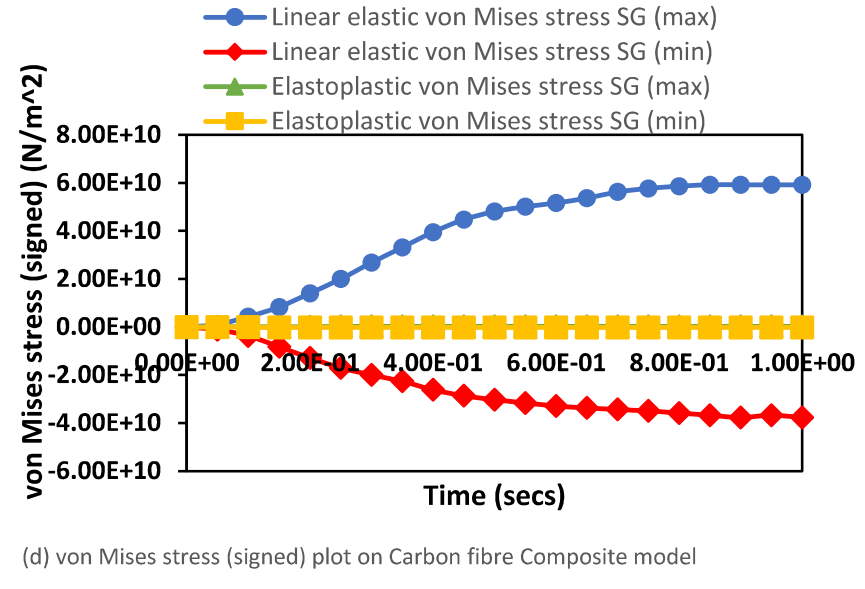 Linear elastic von Mises stress SG (max)
Linear elastic von Mises stress SG (min)
Elastoplastic von Mises stress SG (max)
Elastoplastic von Mises stress SG (min)
von Mises stress (signed) (N/m^2)
8.00E+10
6.00E+10
4.00E+10
2.00E+10
0.00E+00
-2.00E+10
-4.00E+10
-6.00E+10
0.00E+00 2.00E-01 4.00E-01 6.00E-01 8.00E-01 1.00E+00
Time (secs)
(d) von Mises stress (signed) plot on Carbon fibre Composite model